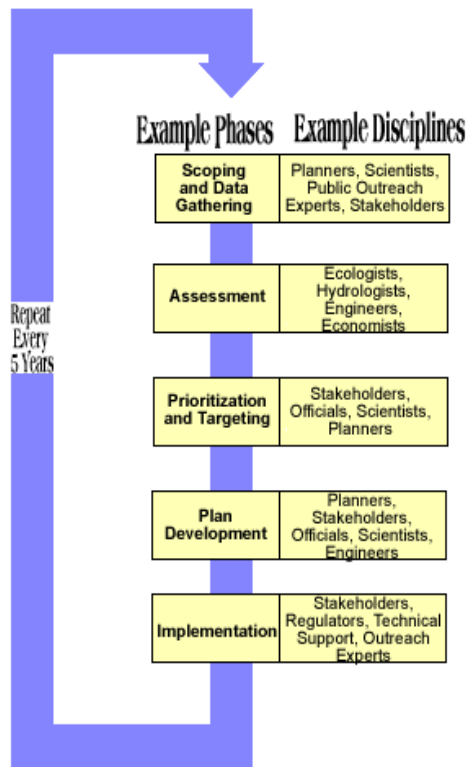 Example Phases Example Disciplines
Scoping
and Data
Gathering
Planners, Scientists,
Public Outreach
Experts, Stakeholders
Assessment
Ecologists,
Hydrologists,
Engineers,
Economists
Repeat
Every
5 Years
Prioritization
and Targeting
Stakeholders,
Officials, Scientists,
Planners
Plan
Development
Planners,
Stakeholders,
Officials, Scientists,
Engineers
Implementation
Stakeholders,
Regulators, Technical
Support, Outreach
Experts